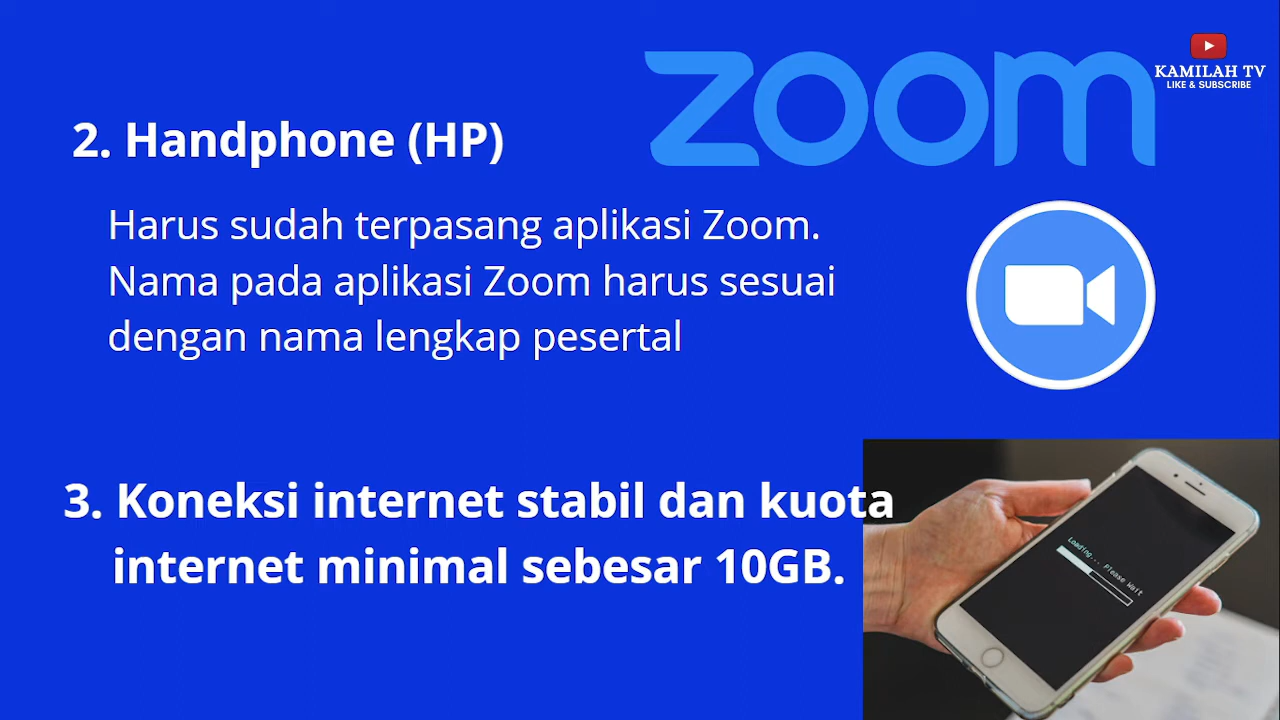 zoom
KAMILAH TV
LIKE & SUBSCRIBE
2. Handphone (HP)
Harus sudah terpasang aplikasi Zoom.
Nama pada aplikasi Zoom harus sesuai
dengan nama lengkap pesertal
3. Koneksi internet stabil dan kuota
internet minimal sebesar 10GB.
Loading... Please Wait